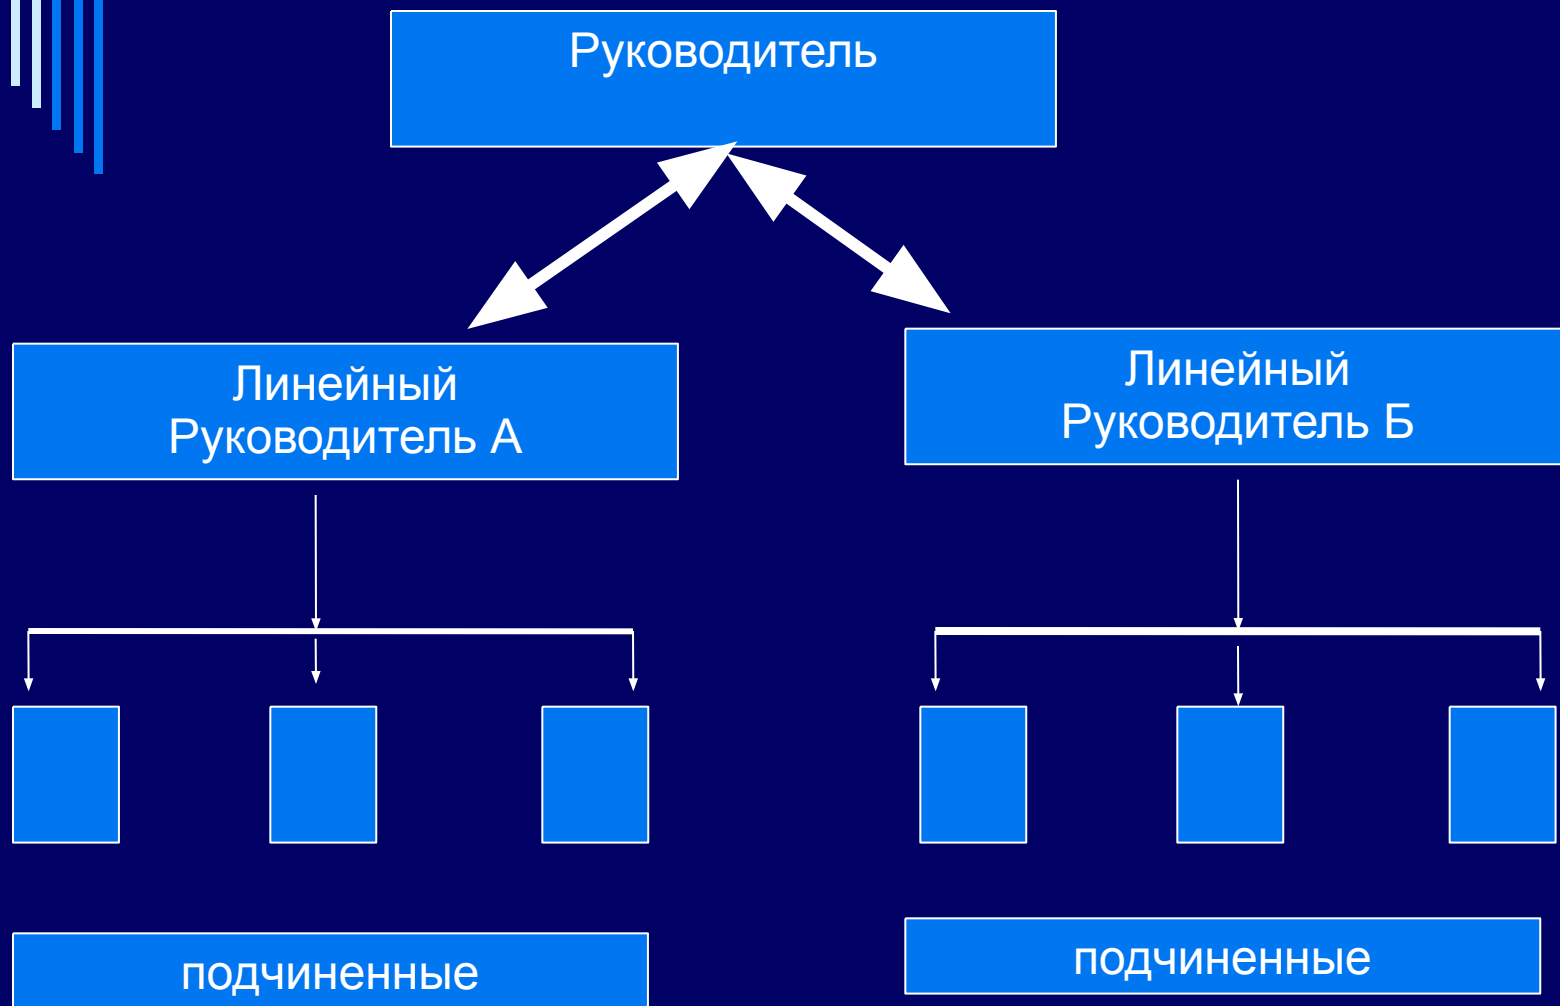 Руководитель
Линейный
Руководитель А
Линейный
Руководитель Б
подчиненные
подчиненные